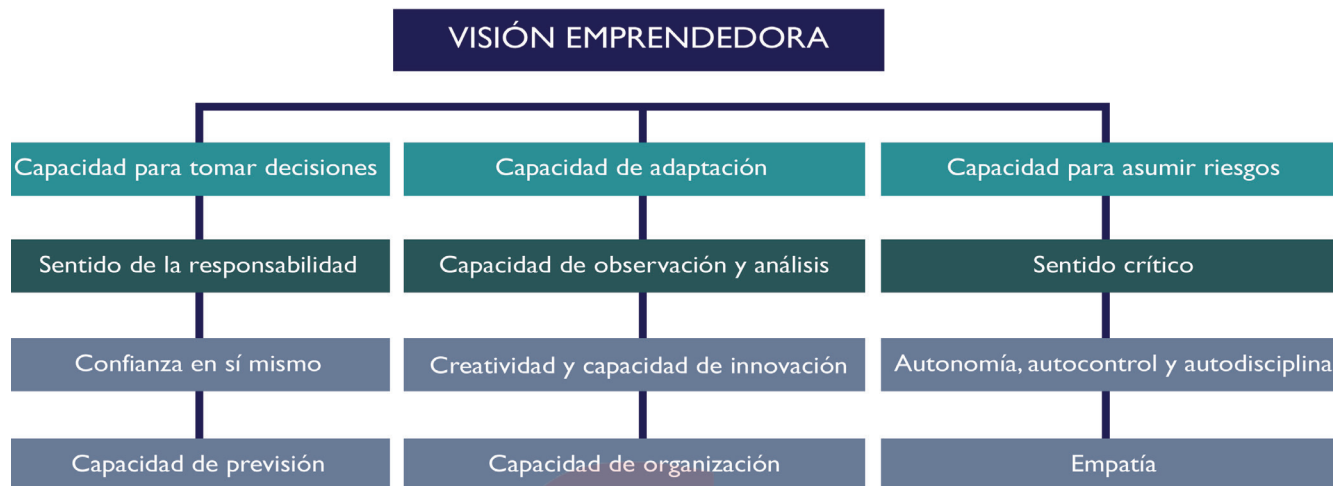 VISIÓN EMPRENDEDORA
Capacidad para tomar decisiones
Capacidad de adaptación
Capacidad para asumir riesgos
Sentido de la responsabilidad
Capacidad de observación y análisis
Sentido crítico
Confianza en sí mismo
Creatividad y capacidad de innovación
Autonomía, autocontrol y autodisciplina
Capacidad de previsión
Capacidad de organización
Empatía